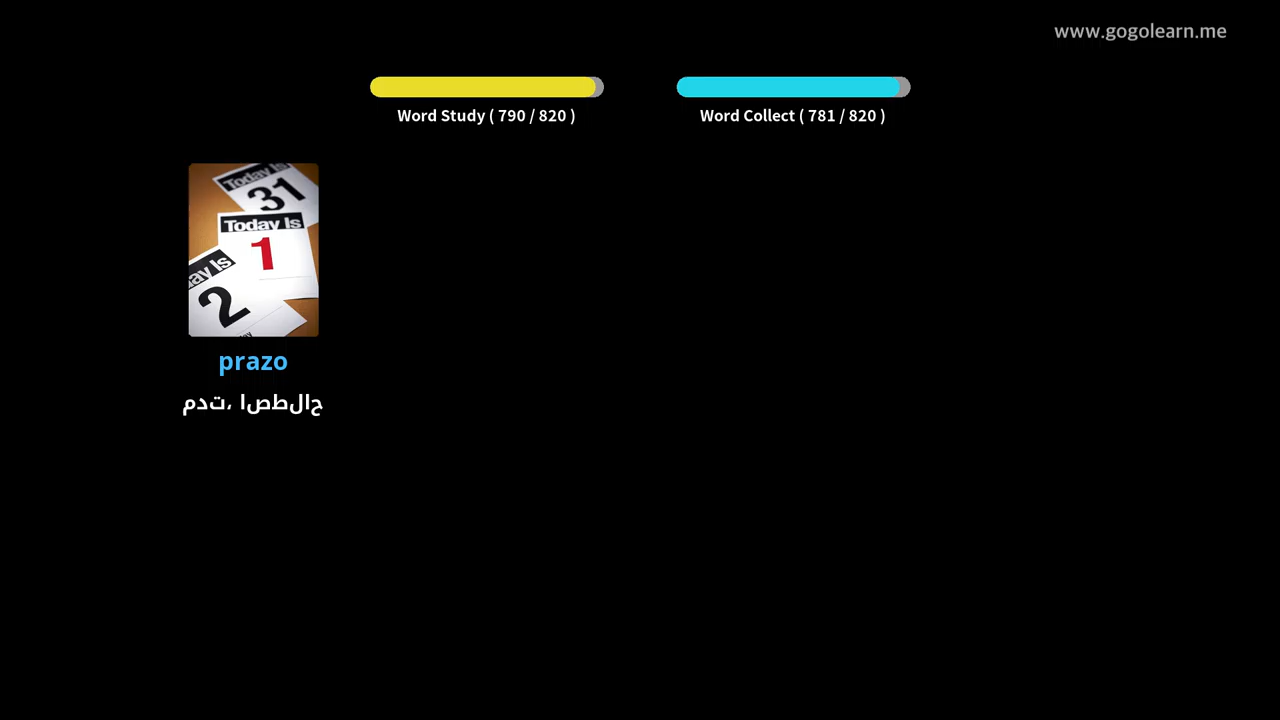 www.gogolearn.me
Word Study ( 790 / 820 )
Word Collect ( 781 / 820 )
Today Is
31
Today Is
1
ay Is
2
prazo
مدت، اصطلاح